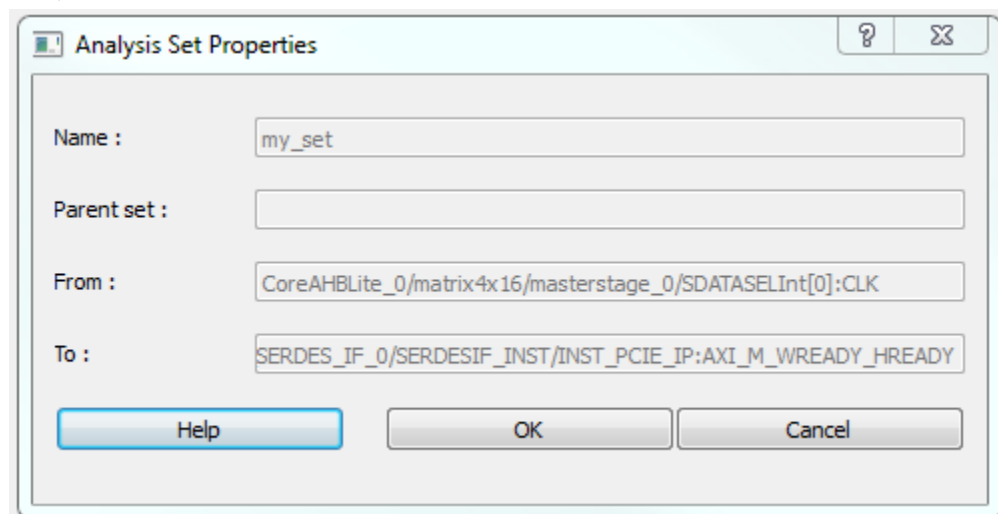 Analysis Set Properties
Name :
my_set
Parent set :
From :
CoreAHBLite_0/matrix4x16/masterstage_0/SDATASELInt[0]:CLK
To :
SERDES_IF_0/SERDESIF_INST/INST_PCIE_IP:AXI_M_WREADY_HREADY
Help
OK
Cancel